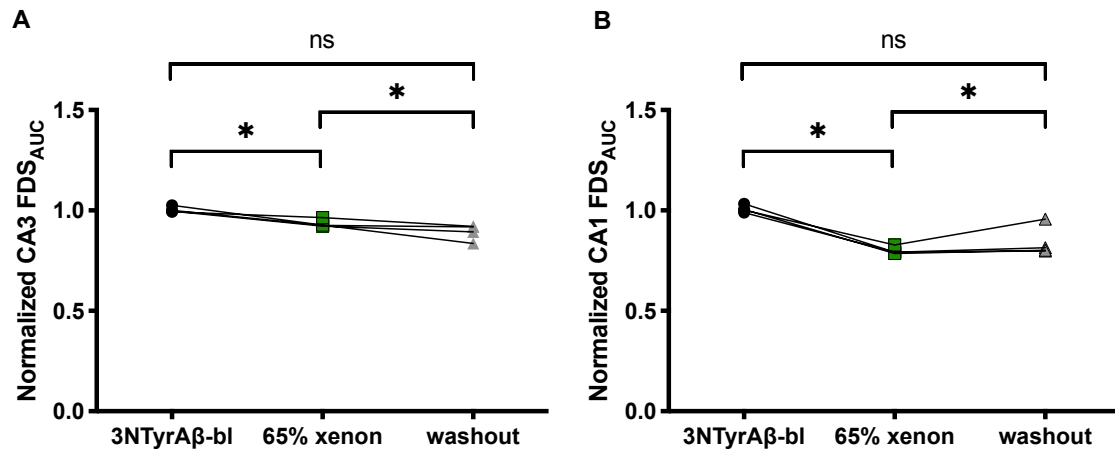 A
ns
*
*
1.5
1.0
0.5
0.0
Normalized CA3 FDSAUC
3NTyrAβ-bl
65% xenon
washout
B
ns
*
*
1.5
1.0
0.5
0.0
Normalized CA1 FDSAUC
3NTyrAβ-bl
65% xenon
washout